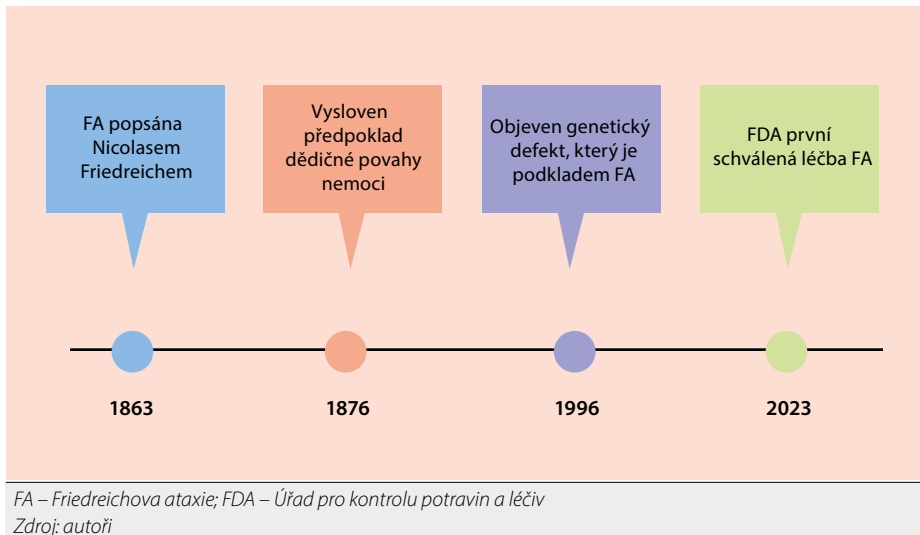 FA popsána
Nicolasem
Friedreichem
Vysloven
předpoklad
dědičné povahy
nemoci
Objeven genetický
defekt, který je
podkladem FA
FDA první
schválená léčba FA
1863
1876
1996
2023
FA – Friedreichova ataxie; FDA – Úřad pro kontrolu potravin a léčiv
Zdroj: autoři